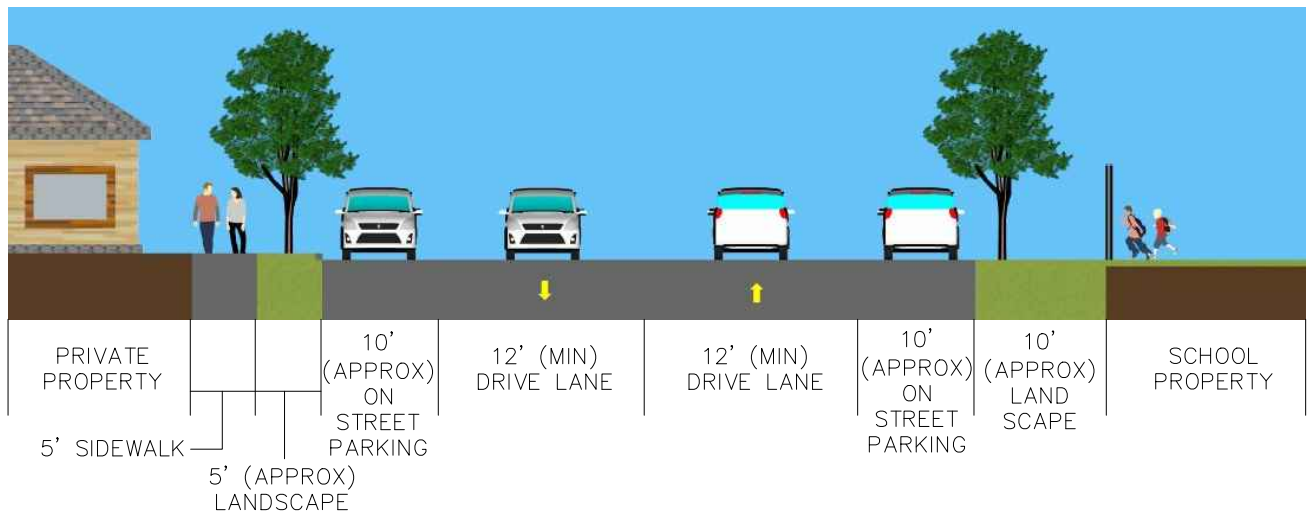 PRIVATE
PROPERTY
5' SIDEWALK
5' (APPROX)
LANDSCAPE
10'
(APPROX)
ON
STREET
PARKING
12' (MIN)
DRIVE LANE
12' (MIN)
DRIVE LANE
10'
(APPROX)
ON
STREET
PARKING
10'
(APPROX)
LAND
SCAPE
SCHOOL
PROPERTY